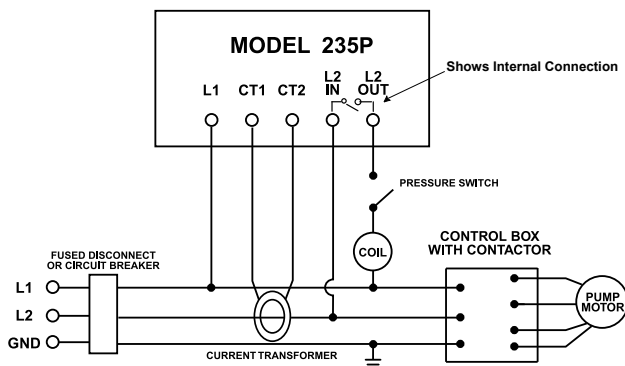 MODEL 235P
Shows Internal Connection
L1 CT1 CT2 L2 IN L2 OUT
PRESSURE SWITCH
COIL
CONTROL BOX
WITH CONTACTOR
FUSED DISCONNECT
OR CIRCUIT BREAKER
L1
L2
GND
PUMP
MOTOR
CURRENT TRANSFORMER